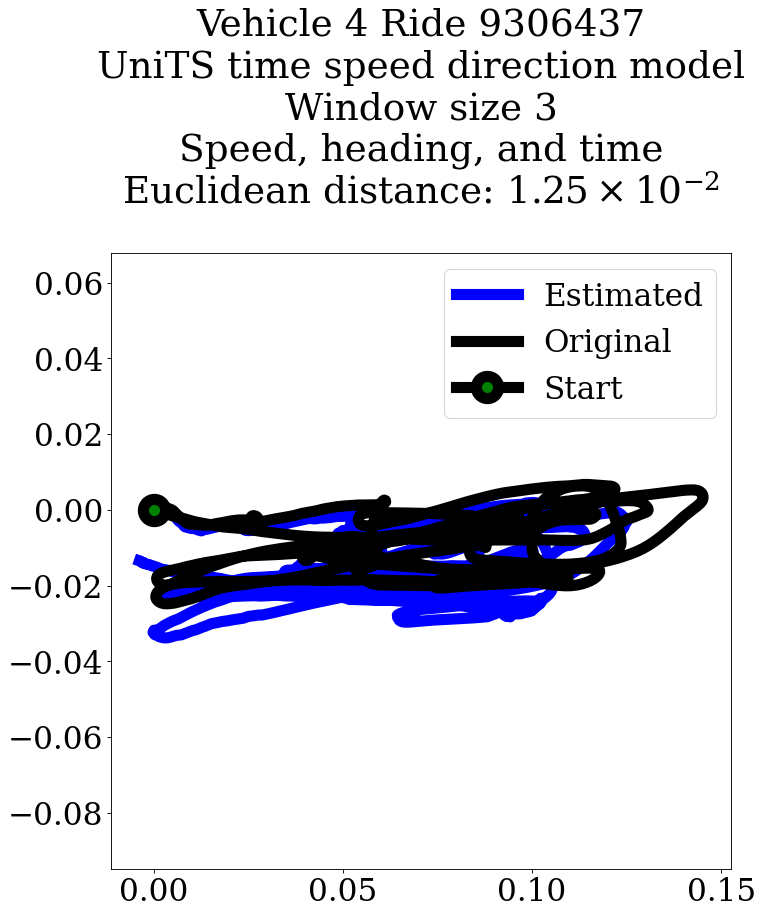 Vehicle 4 Ride 9306437
UniTS time speed direction model
Window size 3
Speed, heading, and time
Euclidean distance: $1.25 \times 10^{-2}$
0.06
0.04
0.02
0.00
−0.02
−0.04
−0.06
−0.08
Estimated
Original
Start
0.00 0.05 0.10 0.15